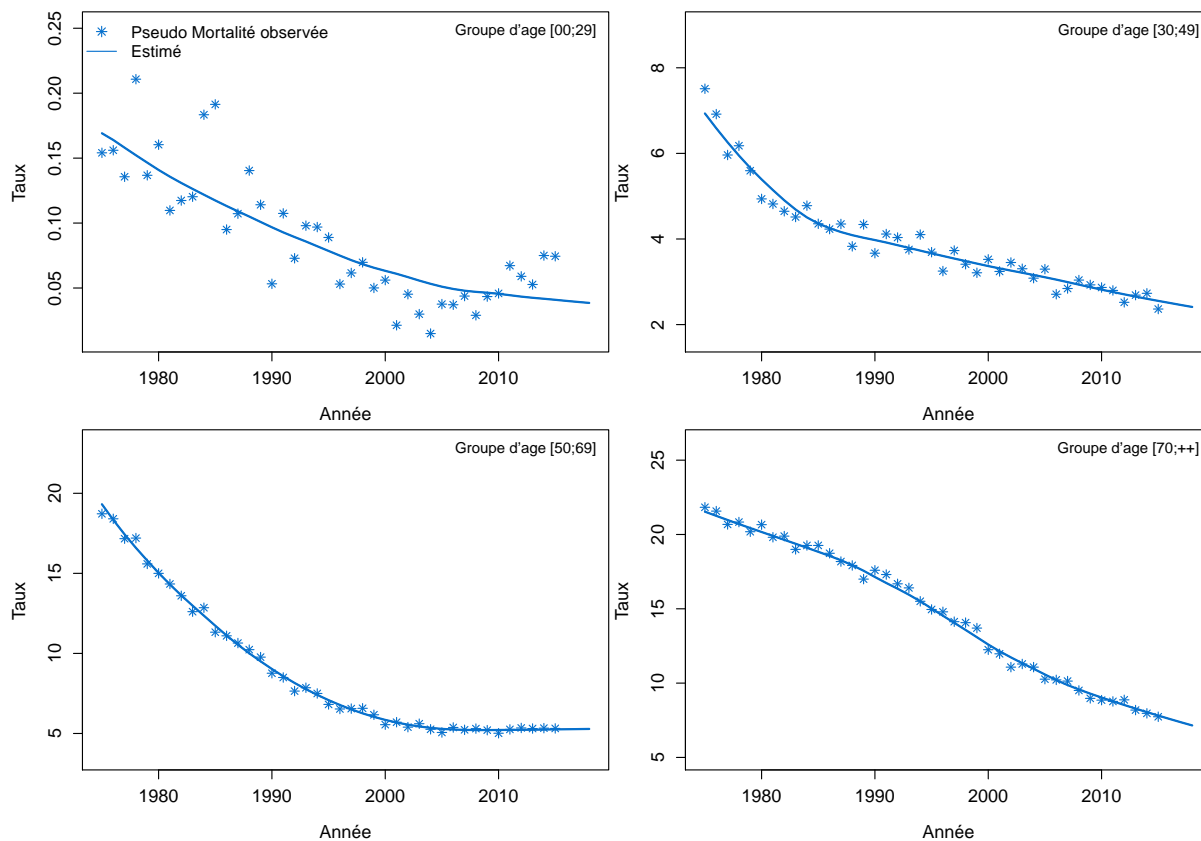 Pseudo Mortalité observée
Estimé
Groupe d'age [00;29]
0.25
0.20
0.15
0.10
0.05
Taux
1980 1990 2000 2010
Année
Groupe d'age [30;49]
8
6
4
2
Taux
1980 1990 2000 2010
Année
Groupe d'age [50;69]
20
15
10
5
Taux
1980 1990 2000 2010
Année
Groupe d'age [70;++]
25
20
15
10
5
Taux
1980 1990 2000 2010
Année